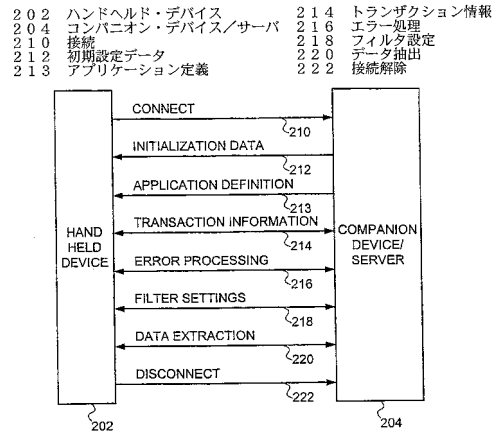 ２０２ ハンドヘルド・デバイス
２０４ コンパニオン・デバイス／サーバ
２１０ 接続
２１２ 初期設定データ
２１３ アプリケーション定義
２１４ トランザクション情報
２１６ エラー処理
２１８ フィルタ設定
２２０ データ抽出
２２２ 接続解除
CONNECT
210
INITIALIZATION DATA
212
APPLICATION DEFINITION
213
TRANSACTION INFORMATION
214
ERROR PROCESSING
216
FILTER SETTINGS
218
DATA EXTRACTION
220
DISCONNECT
222
HAND
HELD
DEVICE
202
COMPANION
DEVICE/
SERVER
204